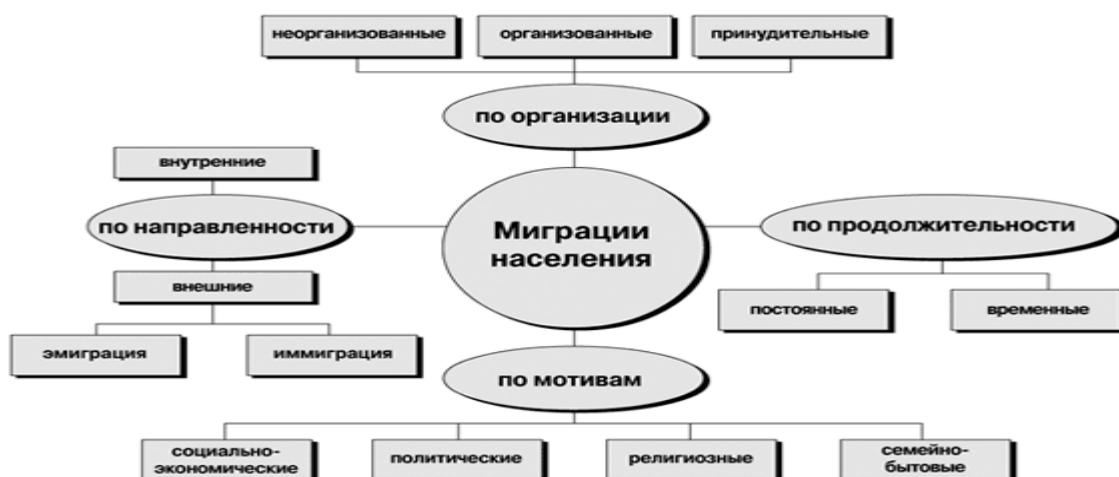 неорганизованные
организованные
принудительные
по организации
внутренние
по направленности
внешние
эмиграция
иммиграция
Миграции
населения
по продолжительности
постоянные
временные
по мотивам
социально-
экономические
политические
религиозные
семейно-
бытовые